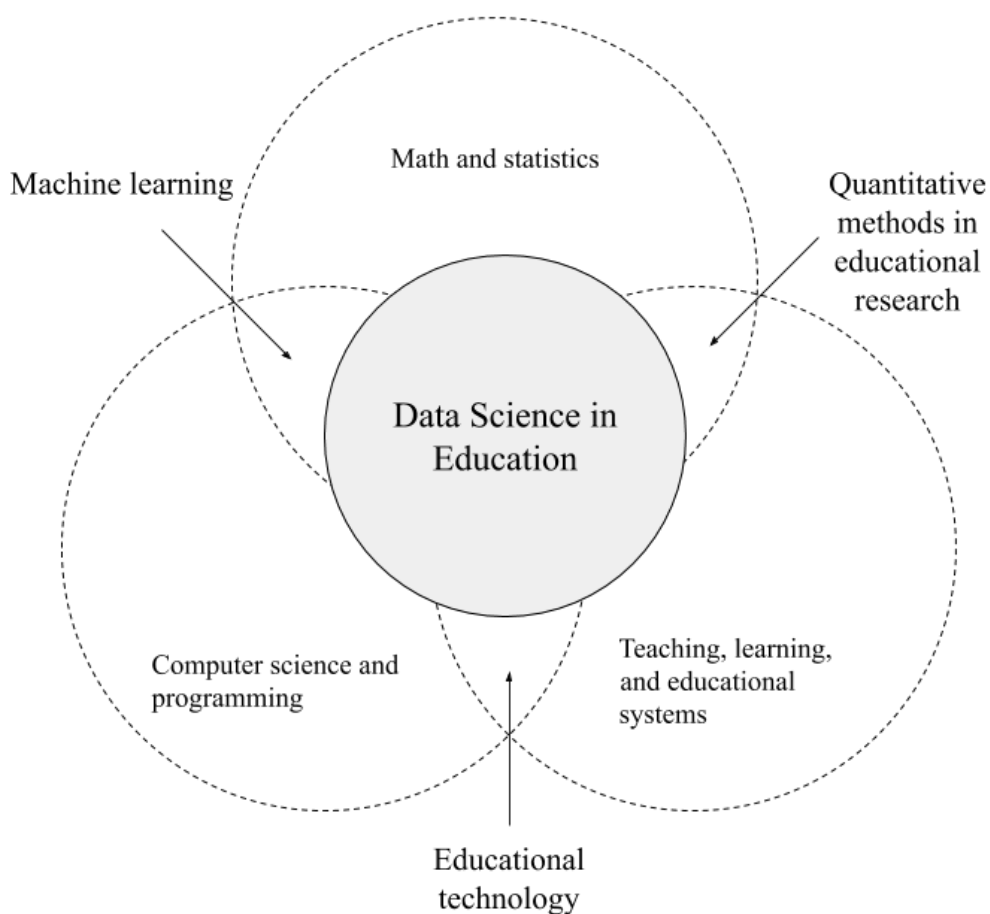 Math and statistics
Machine learning
Quantitative
methods in
educational
research
Data Science in
Education
Computer science and
programming
Teaching, learning,
and educational
systems
Educational
technology